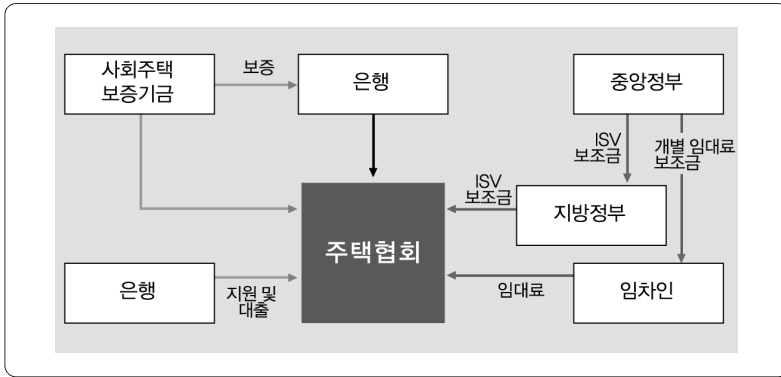 사회주택
보증기금
보증
은행
중앙정부
ISV
보조금
개별 임대료
보조금
ISV
보조금
지방정부
주택협회
은행
지원 및
대출
임대료
임차인